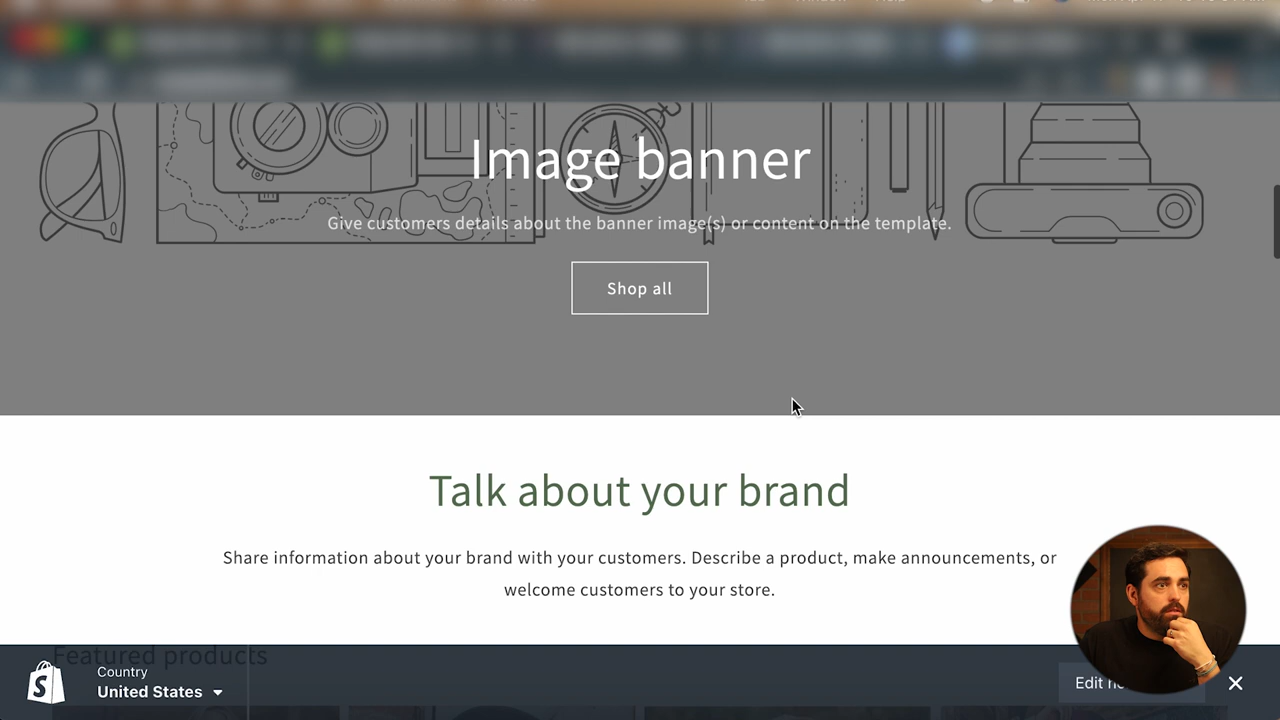 Image banner
Give customers details about the banner image(s) or content on the template.
Shop all
Talk about your brand
Share information about your brand with your customers. Describe a product, make announcements, or
welcome customers to your store.
Featured products
Country
United States
Edit